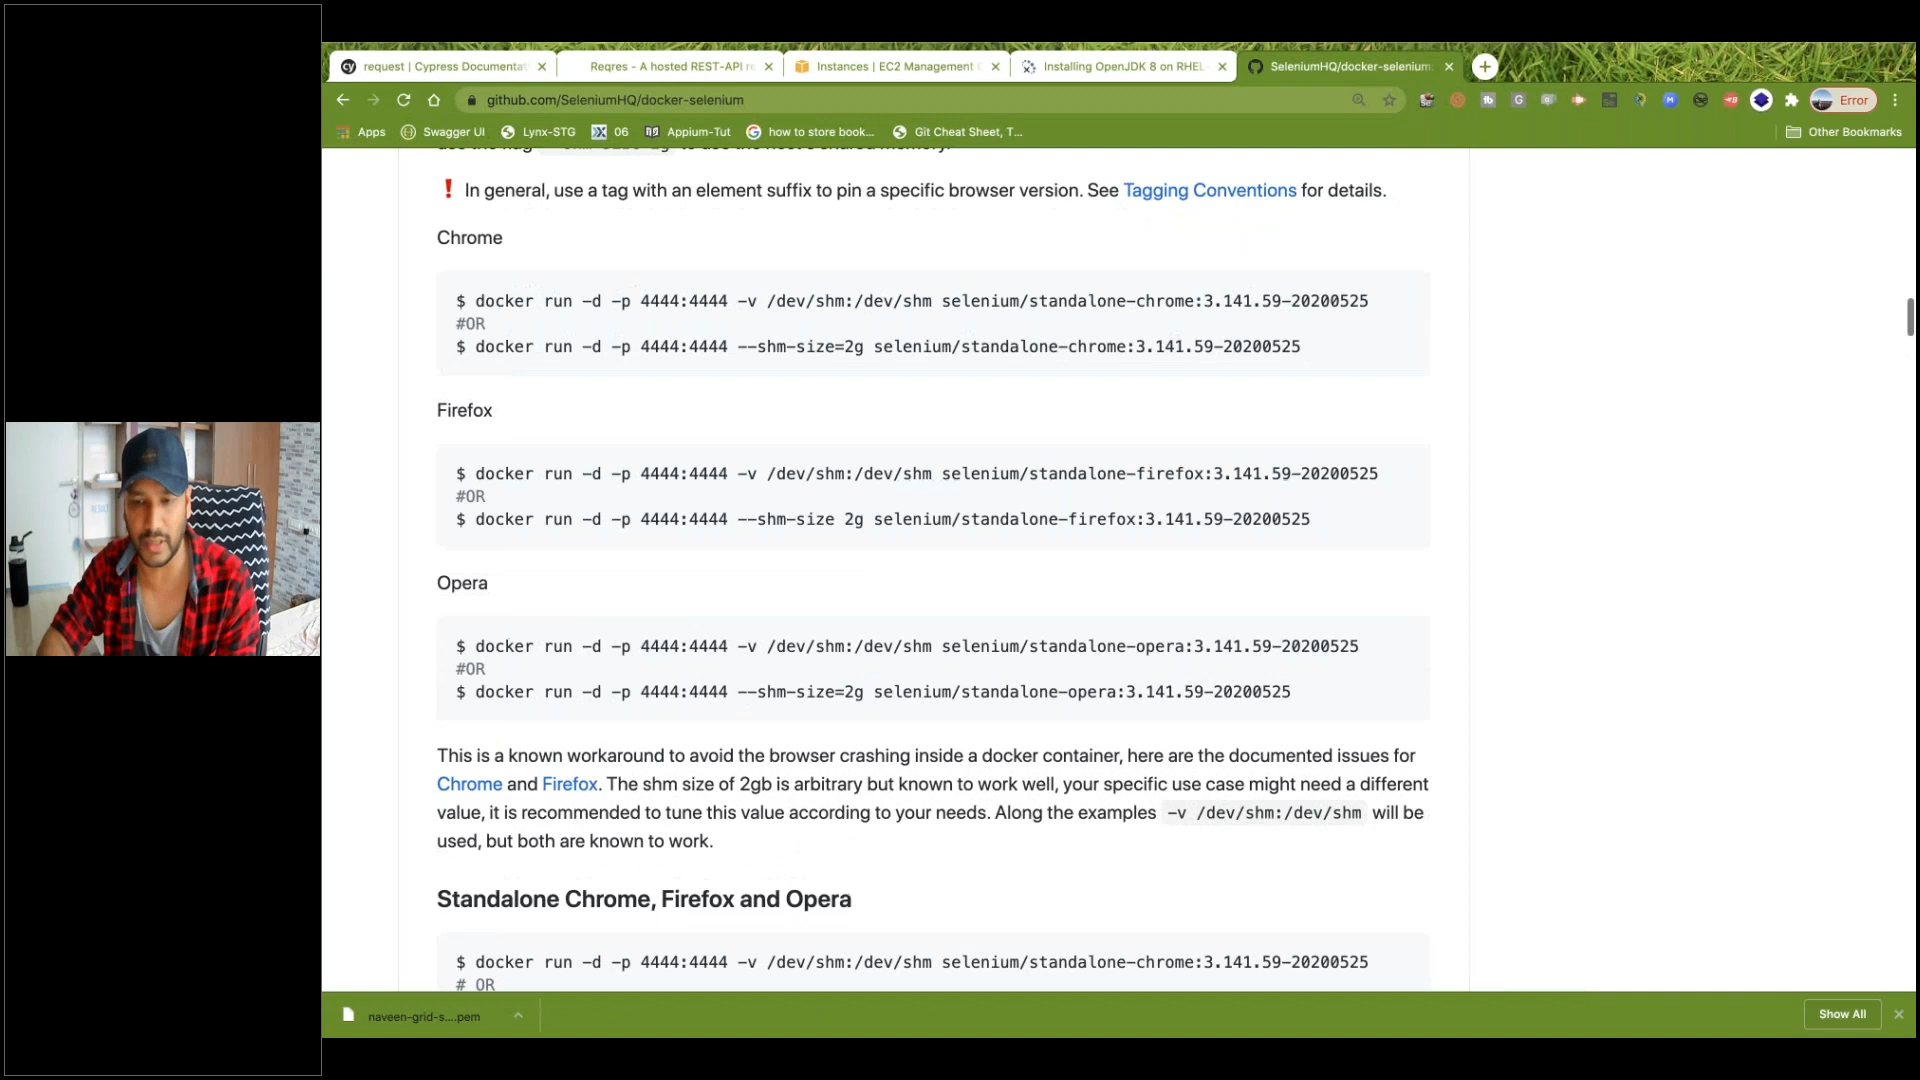 request | Cypress Documentat
Reqres - A hosted REST-API re
Instances | EC2 Management C
Installing OpenJDK 8 on RHEL
SeleniumHQ/docker-selenium:
github.com/SeleniumHQ/docker-selenium
Error
Apps
Swagger UI
Lynx-STG
06
Appium-Tut
how to store book...
Git Cheat Sheet, T...
Other Bookmarks
In general, use a tag with an element suffix to pin a specific browser version. See Tagging Conventions for details.
Chrome
$ docker run -d -p 4444:4444 -v /dev/shm:/dev/shm selenium/standalone-chrome:3.141.59-20200525
#OR
$ docker run -d -p 4444:4444 --shm-size=2g selenium/standalone-chrome:3.141.59-20200525
Firefox
$ docker run -d -p 4444:4444 -v /dev/shm:/dev/shm selenium/standalone-firefox:3.141.59-20200525
#OR
$ docker run -d -p 4444:4444 --shm-size 2g selenium/standalone-firefox:3.141.59-20200525
Opera
$ docker run -d -p 4444:4444 -v /dev/shm:/dev/shm selenium/standalone-opera:3.141.59-20200525
#OR
$ docker run -d -p 4444:4444 --shm-size=2g selenium/standalone-opera:3.141.59-20200525
This is a known workaround to avoid the browser crashing inside a docker container, here are the documented issues for
Chrome and Firefox. The shm size of 2gb is arbitrary but known to work well, your specific use case might need a different
value, it is recommended to tune this value according to your needs. Along the examples -v /dev/shm:/dev/shm will be
used, but both are known to work.
Standalone Chrome, Firefox and Opera
$ docker run -d -p 4444:4444 -v /dev/shm:/dev/shm selenium/standalone-chrome:3.141.59-20200525
# OR
naveen-grid-s....pem
Show All